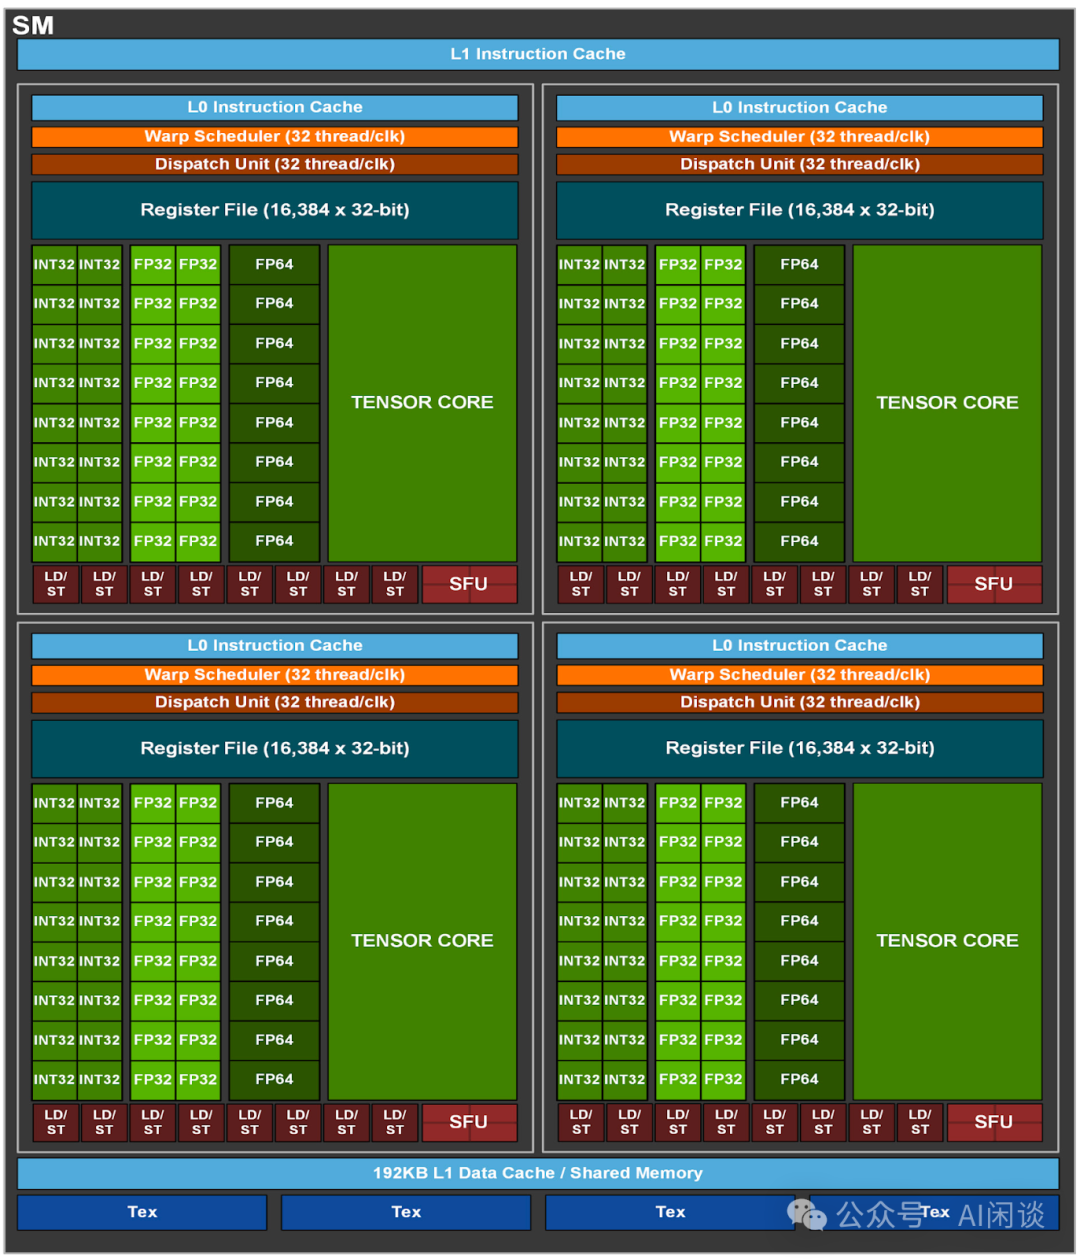 SM
L1 Instruction Cache
L0 Instruction Cache
Warp Scheduler (32 thread/clk)
Dispatch Unit (32 thread/clk)
Register File (16,384 x 32-bit)
INT32 INT32 FP32 FP32 FP64
INT32 INT32 FP32 FP32 FP64
INT32 INT32 FP32 FP32 FP64
INT32 INT32 FP32 FP32 FP64
TENSOR CORE
INT32 INT32 FP32 FP32 FP64
INT32 INT32 FP32 FP32 FP64
INT32 INT32 FP32 FP32 FP64
INT32 INT32 FP32 FP32 FP64
LD/ LD/ LD/ LD/ LD/ LD/ LD/ LD/
ST ST ST ST ST ST ST ST
SFU
L0 Instruction Cache
Warp Scheduler (32 thread/clk)
Dispatch Unit (32 thread/clk)
Register File (16,384 x 32-bit)
INT32 INT32 FP32 FP32 FP64
INT32 INT32 FP32 FP32 FP64
INT32 INT32 FP32 FP32 FP64
INT32 INT32 FP32 FP32 FP64
TENSOR CORE
INT32 INT32 FP32 FP32 FP64
INT32 INT32 FP32 FP32 FP64
INT32 INT32 FP32 FP32 FP64
INT32 INT32 FP32 FP32 FP64
LD/ LD/ LD/ LD/ LD/ LD/ LD/ LD/
ST ST ST ST ST ST ST ST
SFU
L0 Instruction Cache
Warp Scheduler (32 thread/clk)
Dispatch Unit (32 thread/clk)
Register File (16,384 x 32-bit)
INT32 INT32 FP32 FP32 FP64
INT32 INT32 FP32 FP32 FP64
INT32 INT32 FP32 FP32 FP64
INT32 INT32 FP32 FP32 FP64
TENSOR CORE
INT32 INT32 FP32 FP32 FP64
INT32 INT32 FP32 FP32 FP64
INT32 INT32 FP32 FP32 FP64
INT32 INT32 FP32 FP32 FP64
LD/ LD/ LD/ LD/ LD/ LD/ LD/ LD/
ST ST ST ST ST ST ST ST
SFU
L0 Instruction Cache
Warp Scheduler (32 thread/clk)
Dispatch Unit (32 thread/clk)
Register File (16,384 x 32-bit)
INT32 INT32 FP32 FP32 FP64
INT32 INT32 FP32 FP32 FP64
INT32 INT32 FP32 FP32 FP64
INT32 INT32 FP32 FP32 FP64
TENSOR CORE
INT32 INT32 FP32 FP32 FP64
INT32 INT32 FP32 FP32 FP64
INT32 INT32 FP32 FP32 FP64
INT32 INT32 FP32 FP32 FP64
LD/ LD/ LD/ LD/ LD/ LD/ LD/ LD/
ST ST ST ST ST ST ST ST
SFU
192KB L1 Data Cache / Shared Memory
Tex Tex Tex Tex
公众号 AI闲谈